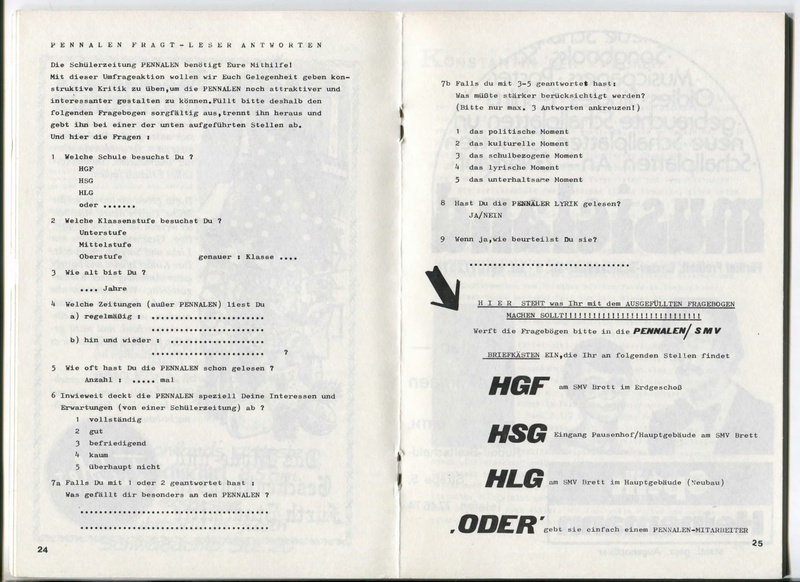 PENNALEN FRAGT-LESER ANTWORTEN
Die Schülerzeitung PENNALEN benötigt Eure Mithilfe!
Mit dieser Umfrageaktion wollen wir Euch Gelegenheit geben kon-
struktive Kritik zu üben,um die PENNALEN noch attraktiver und
interessanter gestalten zu können.Füllt bitte deshalb den
folgenden Fragebogen sorgfältig aus,trennt ihn heraus und
gebt ihn bei einer der unten aufgeführten Stellen ab.
Und hier die Fragen :
1 Welche Schule besuchst Du ?
HGF
HSG
HLG
oder .......
2 Welche Klassenstufe besuchst Du ?
Unterstufe
Mittelstufe
Oberstufe genauer : Klasse ....
3 Wie alt bist Du ?
.... Jahre
4 Welche Zeitungen (außer PENNALEN) liest Du
a) regelmäßig : .....................
.....................
b) hin und wieder : .....................
..................... ?
5 Wie oft hast Du die PENNALEN schon gelesen ?
Anzahl : ..... mal
6 Inwieweit deckt die PENNALEN speziell Deine Interessen und
Erwartungen (von einer Schülerzeitung) ab ?
1 vollständig
2 gut
3 befriedigend
4 kaum
5 überhaupt nicht
7a Falls Du mit 1 oder 2 geantwortet hast :
Was gefällt dir besonders an den PENNALEN ?
...................................
...................................
24
7b Falls du mit 3-5 geantwortet hast:
Was müßte stärker berücksichtigt werden?
(Bitte nur max. 3 Antworten ankreuzen!)
1 das politische Moment
2 das kulturelle Moment
3 das schulbezogene Moment
4 das lyrische Moment
5 das unterhaltsame Moment
8 Hast Du die PENNÄLER LYRIK gelesen?
JA/NEIN
9 Wenn ja,wie beurteilst Du sie?
..............................
H I E R STEHT was Ihr mit dem AUSGEFÜLLTEN FRAGEBOGEN
MACHEN SOLLT!!!!!!!!!!!!!!!!!!!!!!!!!!!!!
Werft die Fragebögen bitte in die PENNALEN/SMV
BRIEFKÄSTEN EIN,die Ihr an folgenden Stellen findet
HGF am SMV Brett im Erdgeschoß
HSG Eingang Pausenhof/Hauptgebäude am SMV Brett
HLG am SMV Brett im Hauptgebäude (Neubau)
‚ODER' gebt sie einfach einem PENNALEN-MITARBEITER
25